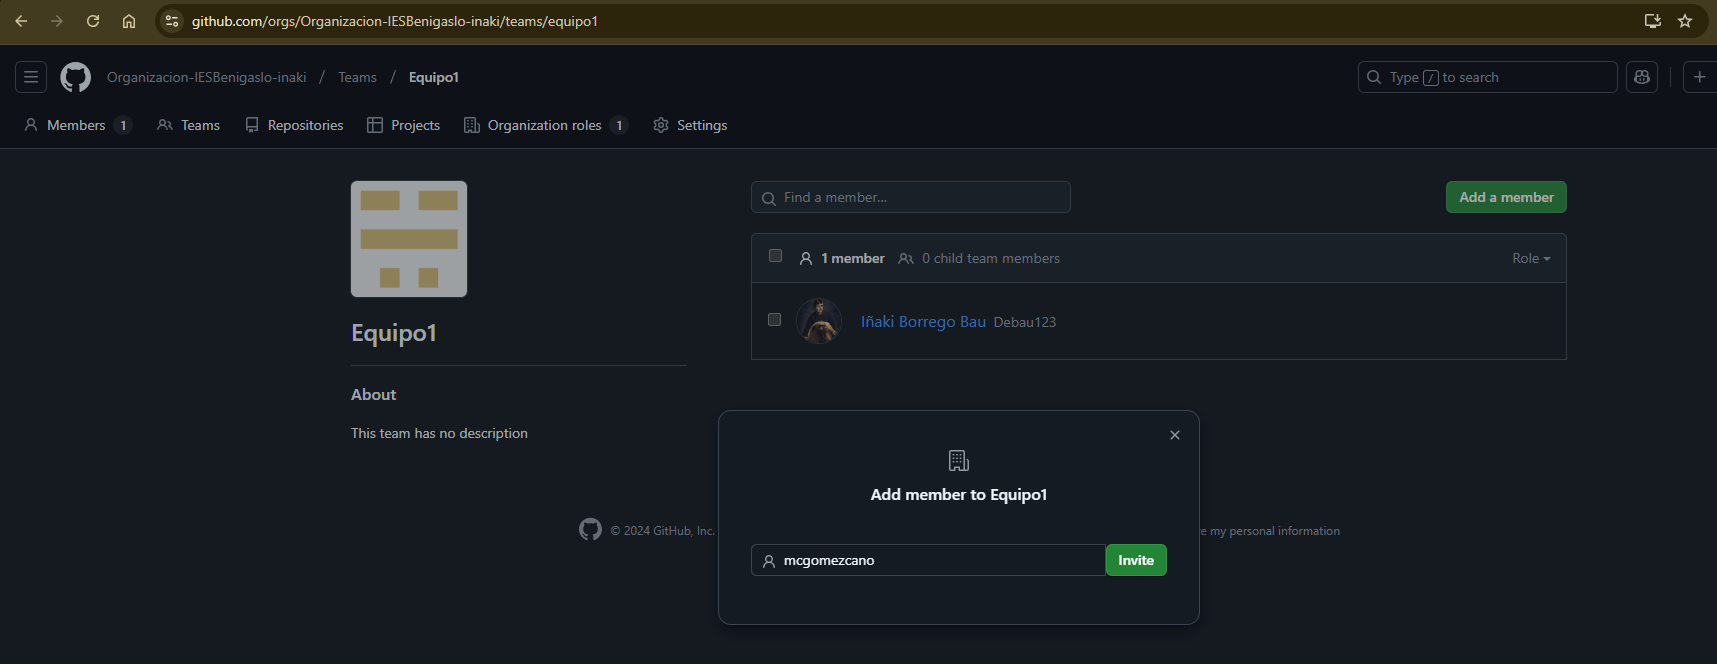 github.com/orgs/Organizacion-IESBenigaslo-inaki/teams/equipo1
Organizacion-IESBenigaslo-inaki / Teams / Equipo1
Type / to search
Members 1 Teams Repositories Projects Organization roles 1 Settings
Find a member...
Add a member
1 member 0 child team members
Role
Iñaki Borrego Bau Debau123
Equipo1
About
This team has no description
Add member to Equipo1
mcgomezcano
Invite
© 2024 GitHub, Inc.
my personal information